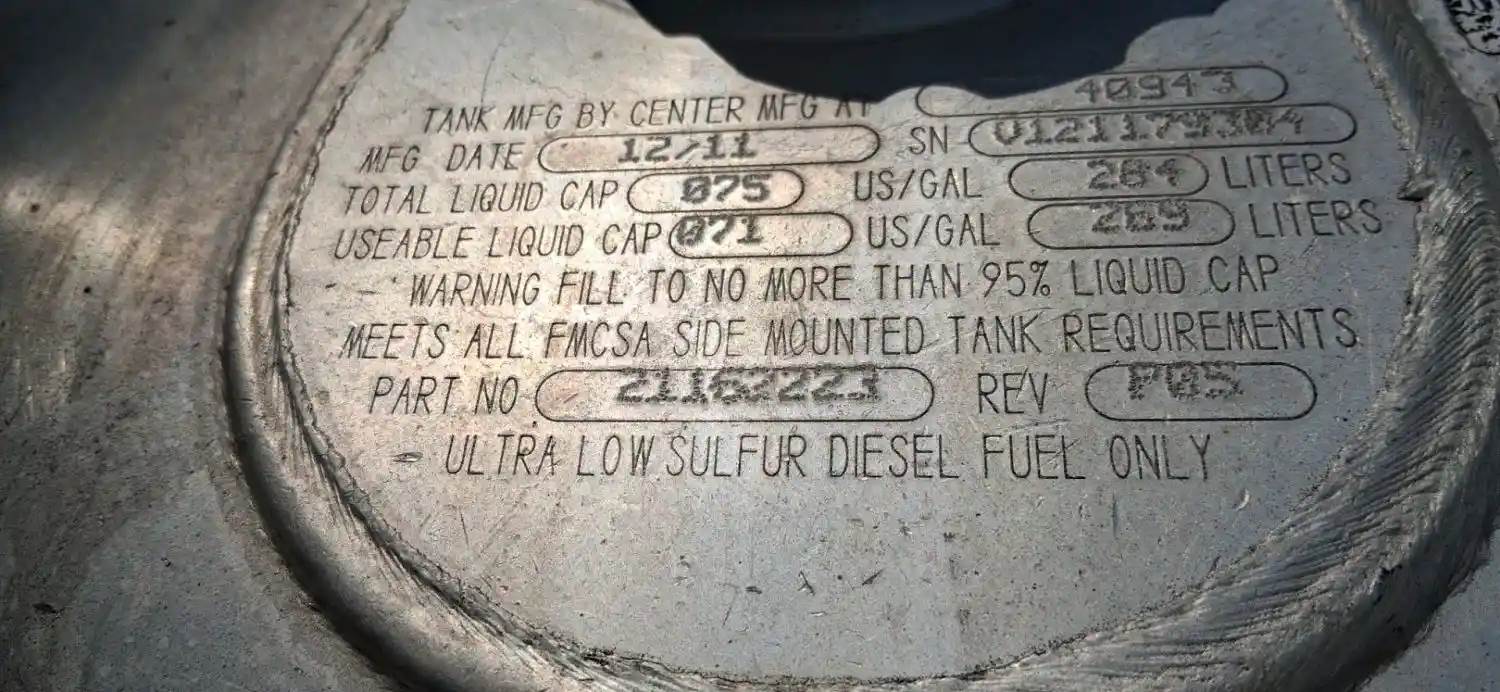 TANK MFG BY CENTER MFG AT 40943
MFG DATE 12/11 SN V121179304
TOTAL LIQUID CAP 075 US/GAL 284 LITERS
USEABLE LIQUID CAP 071 US/GAL 269 LITERS
WARNING FILL TO NO MORE THAN 95% LIQUID CAP
MEETS ALL FMCSA SIDE MOUNTED TANK REQUIREMENTS
PART NO 21162223 REV P05
ULTRA LOW SULFUR DIESEL FUEL ONLY